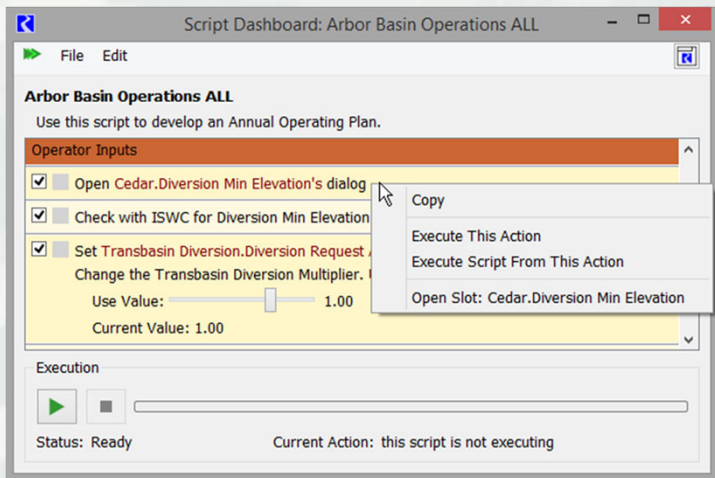 Script Dashboard: Arbor Basin Operations ALL
File Edit
Arbor Basin Operations ALL
Use this script to develop an Annual Operating Plan.
Operator Inputs
Open Cedar.Diversion Min Elevation's dialog
Copy
Check with ISWC for Diversion Min Elevation
Execute This Action
Set Transbasin Diversion.Diversion Request
Execute Script From This Action
Change the Transbasin Diversion Multiplier.
Open Slot: Cedar.Diversion Min Elevation
Use Value: 1.00
Current Value: 1.00
Execution
Status: Ready Current Action: this script is not executing